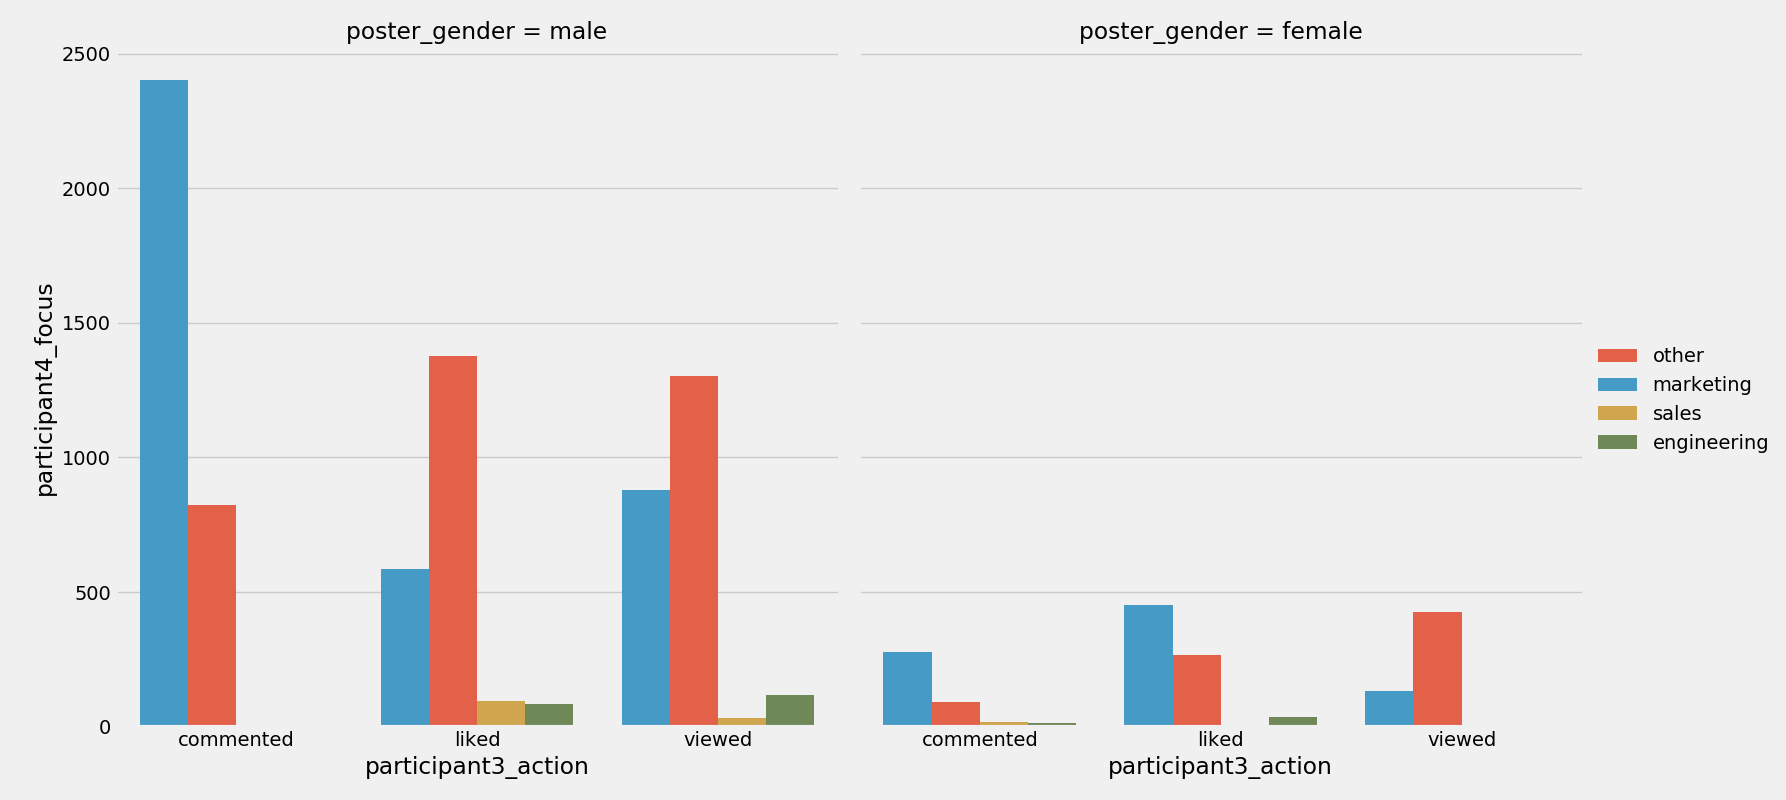 poster_gender = male
poster_gender = female
2500
2000
1500
1000
500
0
participant4_focus
commented
liked
viewed
commented
liked
viewed
participant3_action
participant3_action
other
marketing
sales
engineering